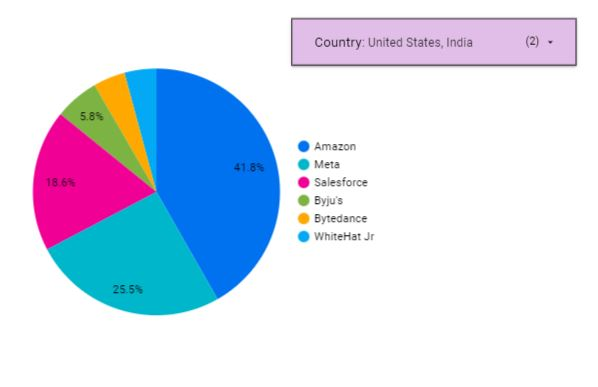 Country: United States, India (2)
5.8%
41.8%
18.6%
25.5%
Amazon
Meta
Salesforce
Byju's
Bytedance
WhiteHat Jr